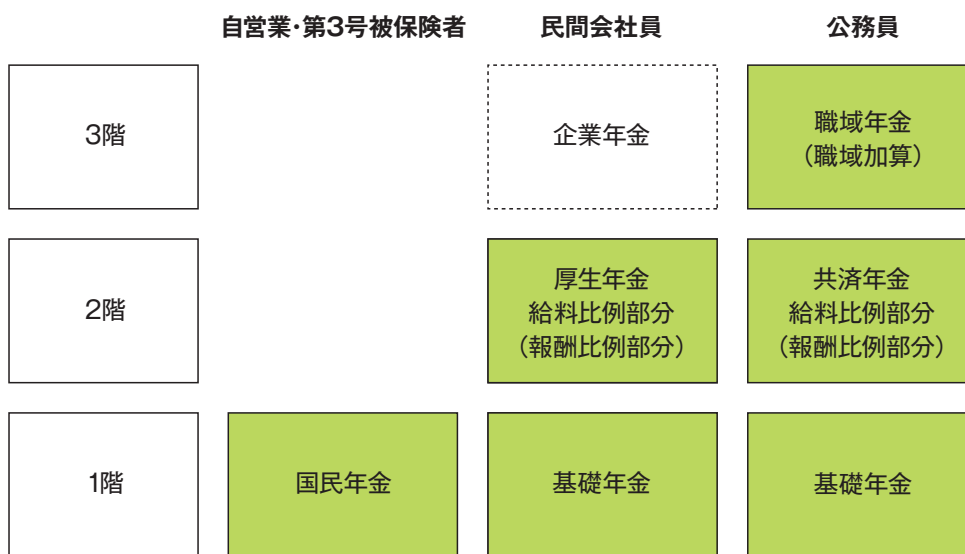 自営業・第3号被保険者
民間会社員
公務員
3階
企業年金
職域年金
（職域加算）
2階
厚生年金
給料比例部分
（報酬比例部分）
共済年金
給料比例部分
（報酬比例部分）
1階
国民年金
基礎年金
基礎年金